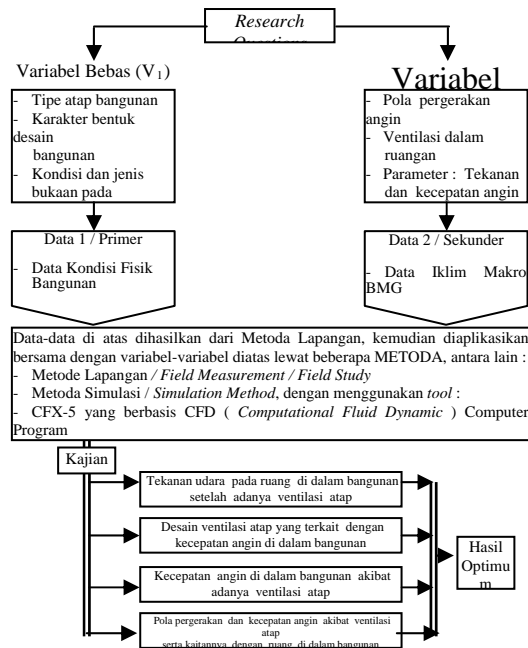 Research
Questions
Variabel Bebas (V1)
- Tipe atap bangunan
- Karakter bentuk
desain
bangunan
- Kondisi dan jenis
bukaan pada
Variabel
- Pola pergerakan
angin
- Ventilasi dalam
ruangan
- Parameter : Tekanan
dan kecepatan angin
Data 1 / Primer
- Data Kondisi Fisik
Bangunan
Data 2 / Sekunder
- Data Iklim Makro
BMG
Data-data di atas dihasilkan dari Metoda Lapangan, kemudian diaplikasikan
bersama dengan variabel-variabel diatas lewat beberapa METODA, antara lain :
- Metode Lapangan / Field Measurement / Field Study
- Metoda Simulasi / Simulation Method, dengan menggunakan tool :
- CFX-5 yang berbasis CFD ( Computational Fluid Dynamic ) Computer
Program
Kajian
Tekanan udara pada ruang di dalam bangunan
setelah adanya ventilasi atap
Desain ventilasi atap yang terkait dengan
kecepatan angin di dalam bangunan
Kecepatan angin di dalam bangunan akibat
adanya ventilasi atap
Pola pergerakan dan kecepatan angin akibat ventilasi
atap
serta kaitannya dengan ruang di dalam bangunan
Hasil
Optimu
m